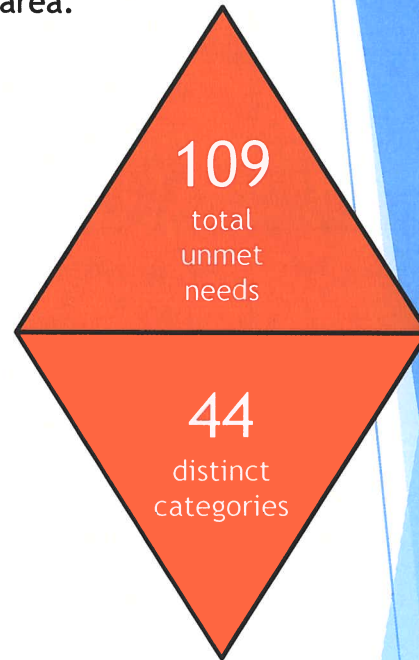 area.
109
total
unmet
needs
44
distinct
categories